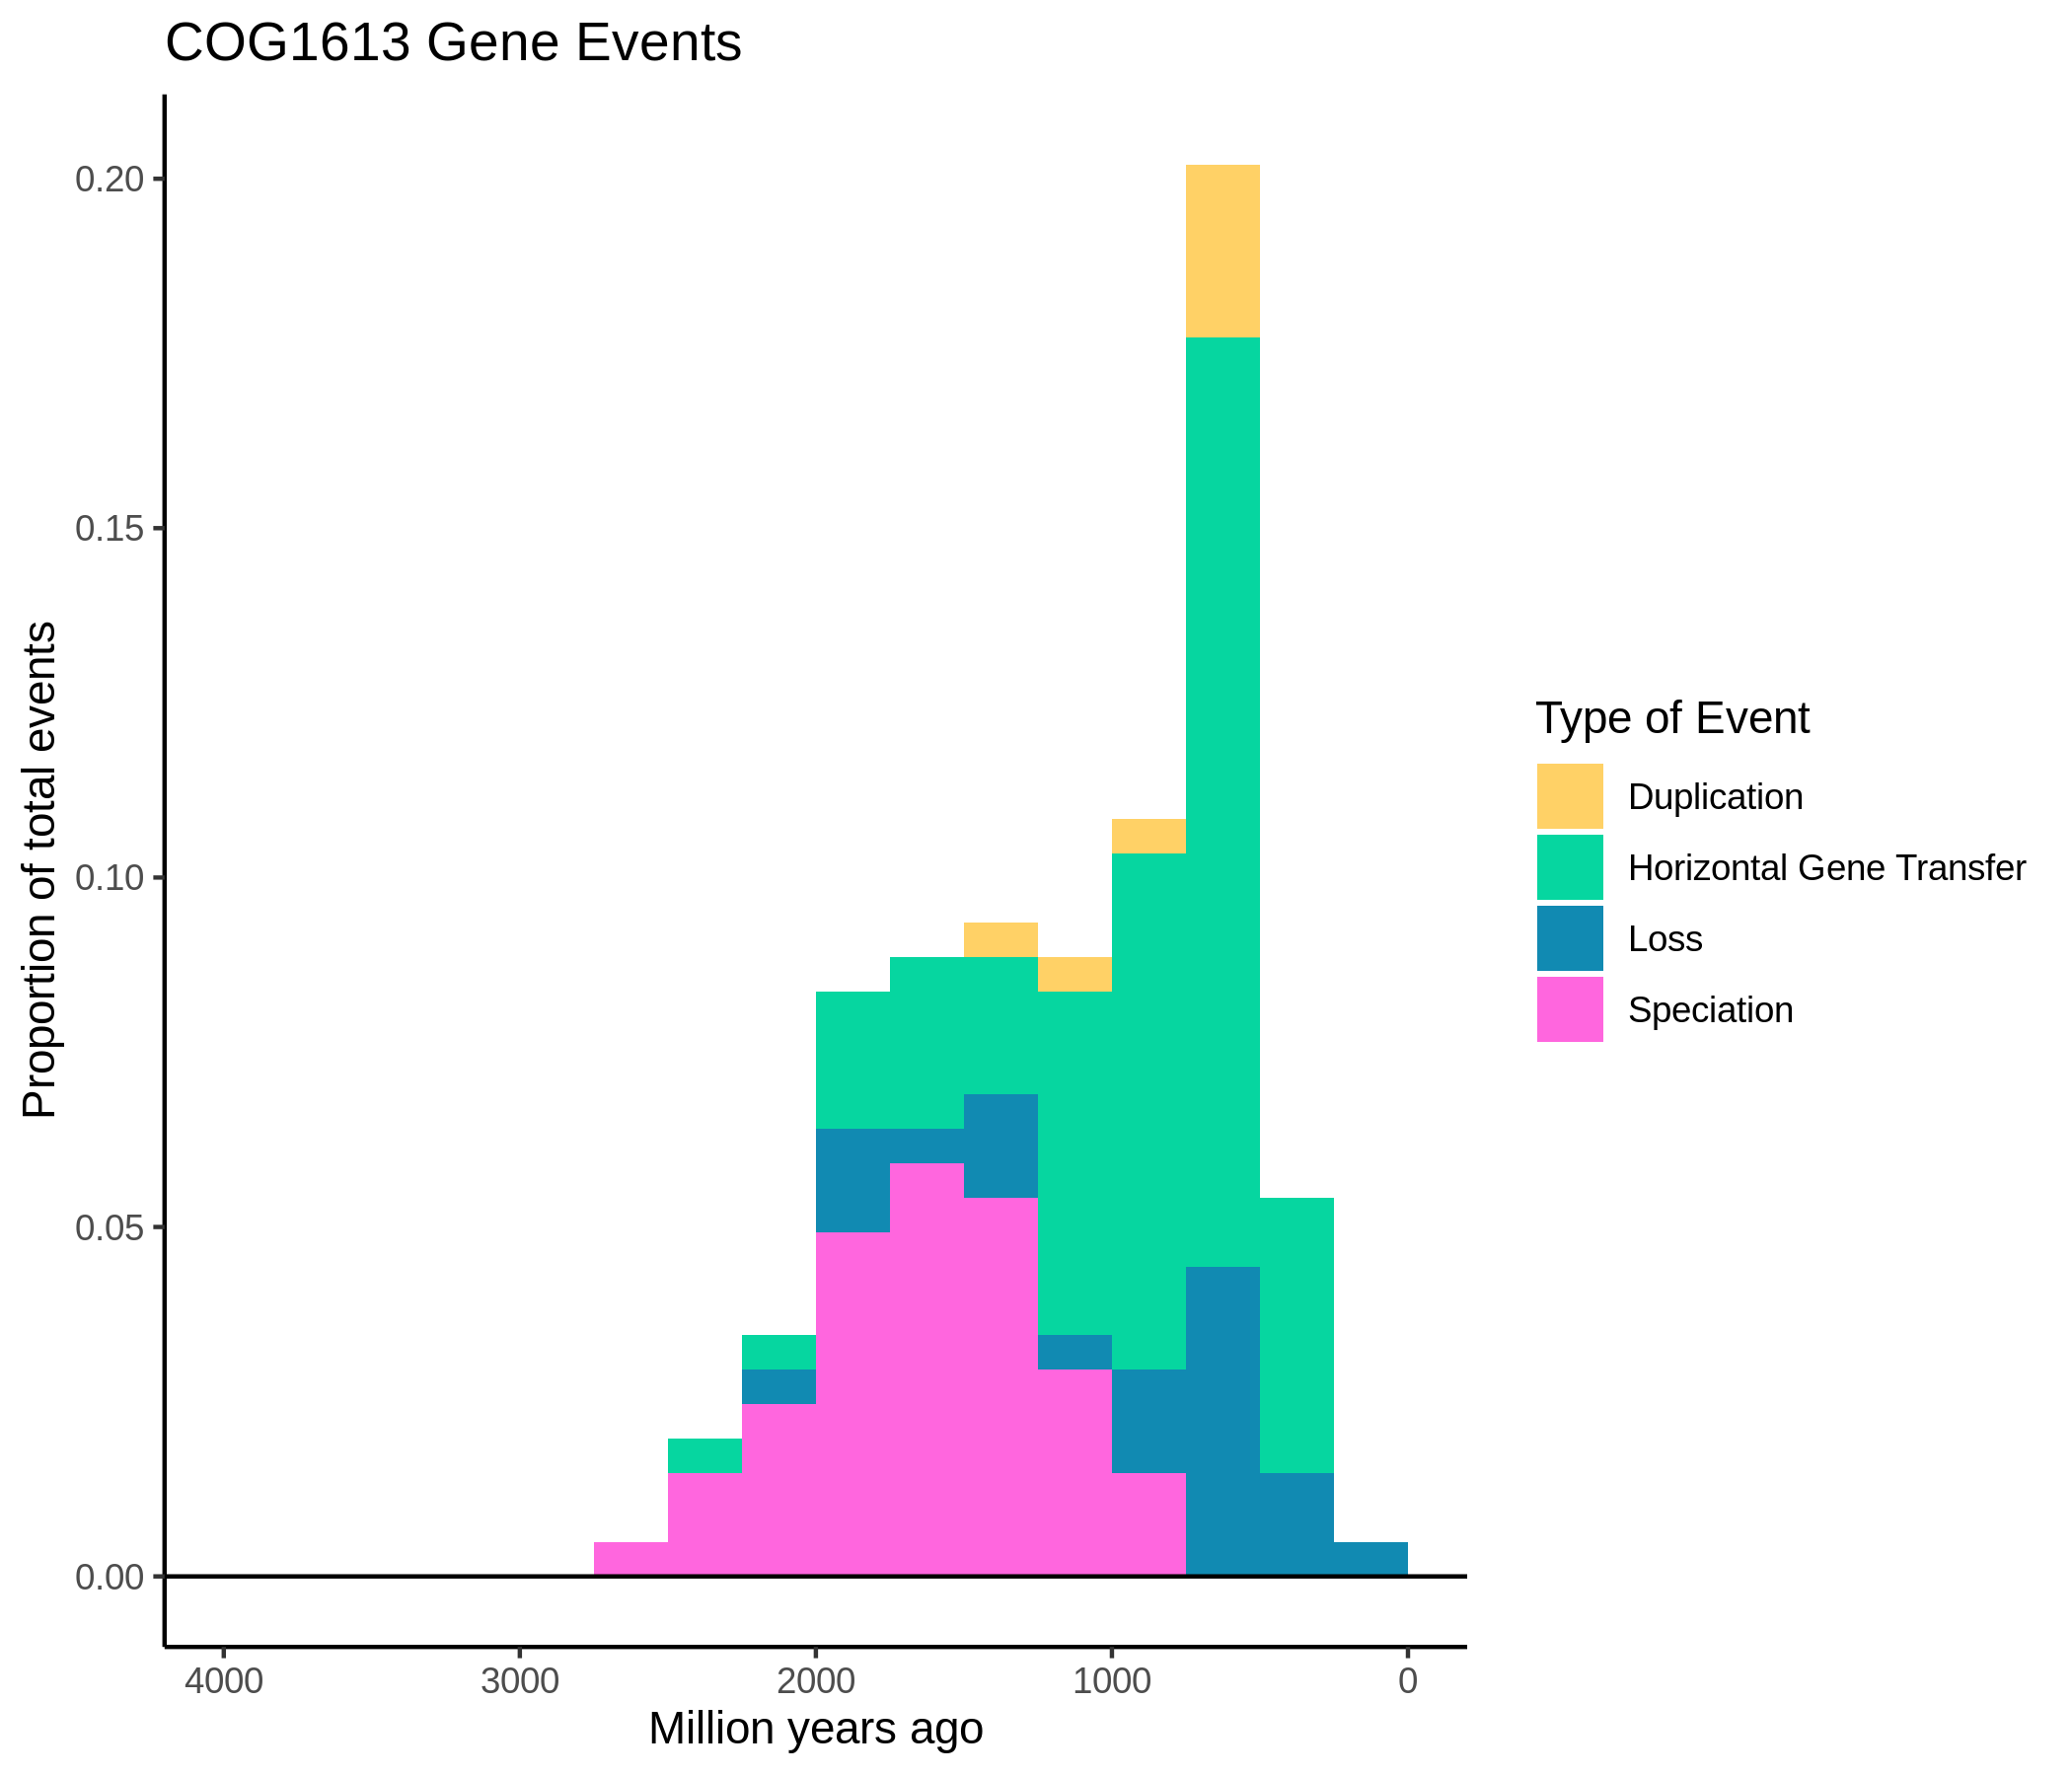 COG1613 Gene Events
Proportion of total events
0.20
0.15
0.10
0.05
0.00
4000 3000 2000 1000 0
Million years ago
Type of Event
Duplication
Horizontal Gene Transfer
Loss
Speciation